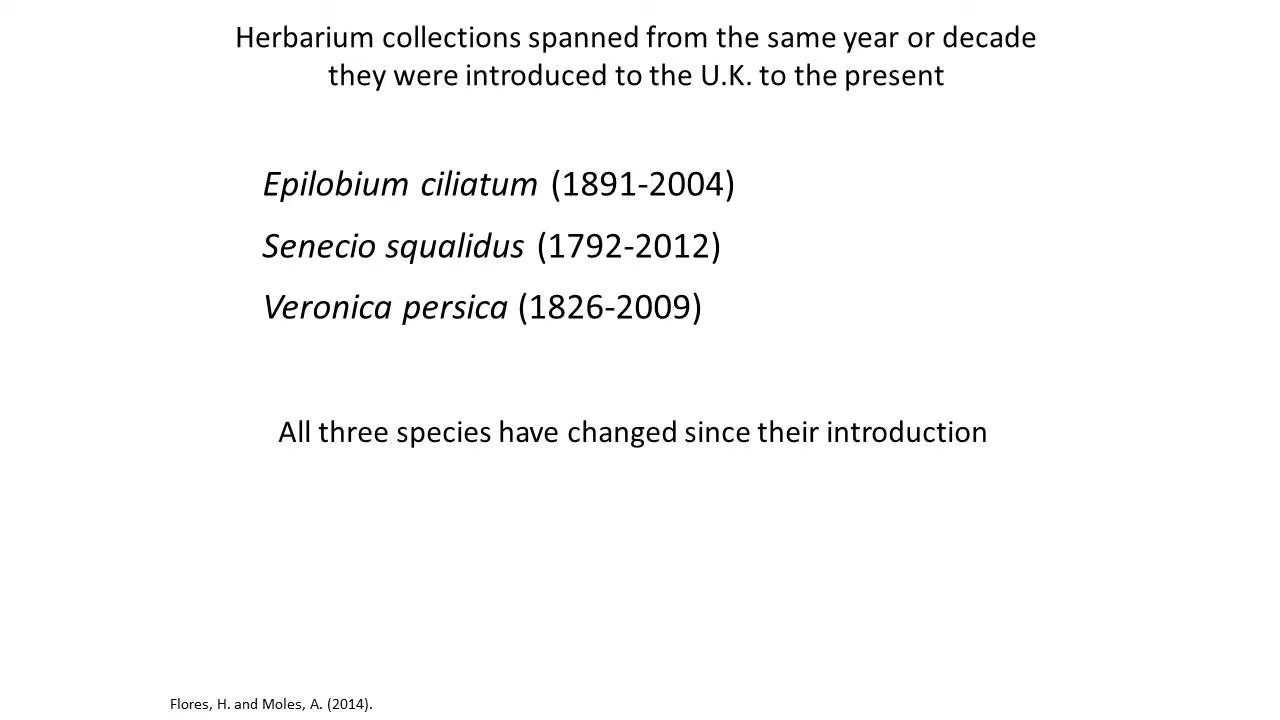 Herbarium collections spanned from the same year or decade
they were introduced to the U.K. to the present
Epilobium ciliatum (1891-2004)
Senecio squalidus (1792-2012)
Veronica persica (1826-2009)
All three species have changed since their introduction
Flores, H. and Moles, A. (2014).